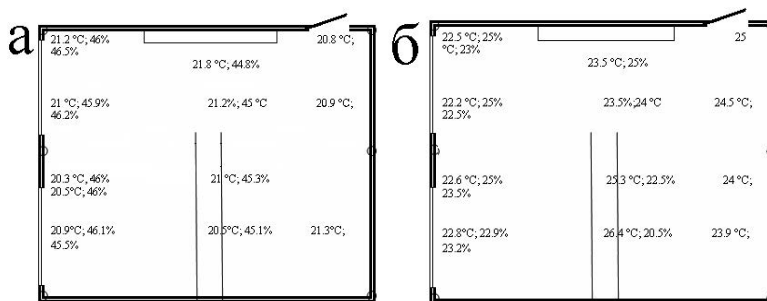 а
21.2 °C; 46%
46.5%
20.8 °C;
21.8 °C; 44.8%
21 °C; 45.9%
46.2%
21.2%; 45 °C
20.9 °C;
20.3 °C; 46%
20.5°C; 46%
21 °C; 45.3%
20.9°C; 46.1%
45.5%
20.5°C; 45.1%
21.3°C;
б
22.5 °C; 25%
°C; 23%
25
23.5 °C; 25%
22.2 °C; 25%
22.5%
23.5%;24 °C
24.5 °C;
22.6 °C; 25%
23.5%
25.3 °C; 22.5%
24 °C;
22.8°C; 22.9%
23.2%
26.4 °C; 20.5%
23.9 °C;